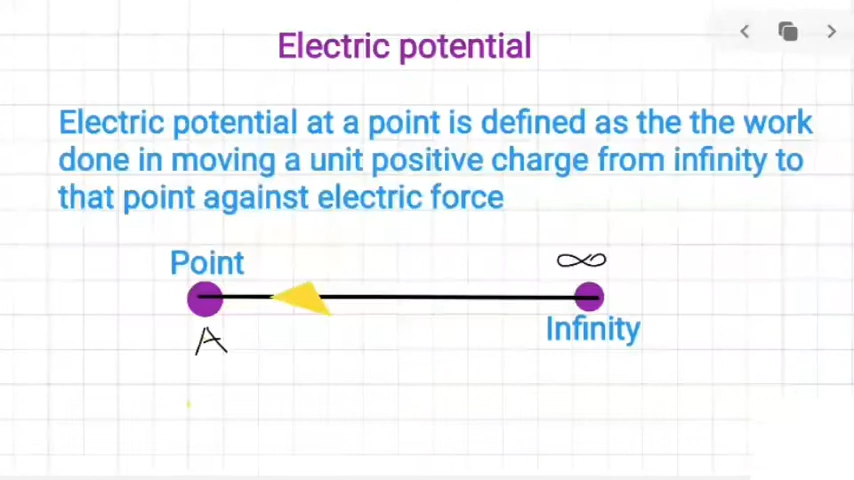 Electric potential
Electric potential at a point is defined as the the work
done in moving a unit positive charge from infinity to
that point against electric force
Point
∞
A
Infinity